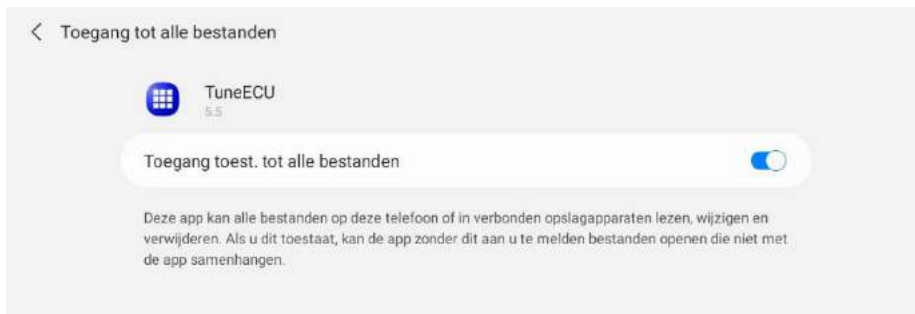 Toegang tot alle bestanden
TuneECU
5.5
Toegang toest. tot alle bestanden
Deze app kan alle bestanden op deze telefoon of in verbonden opslagapparaten lezen, wijzigen en
verwijderen. Als u dit toestaat, kan de app zonder dit aan u te melden bestanden openen die niet met
de app samenhangen.